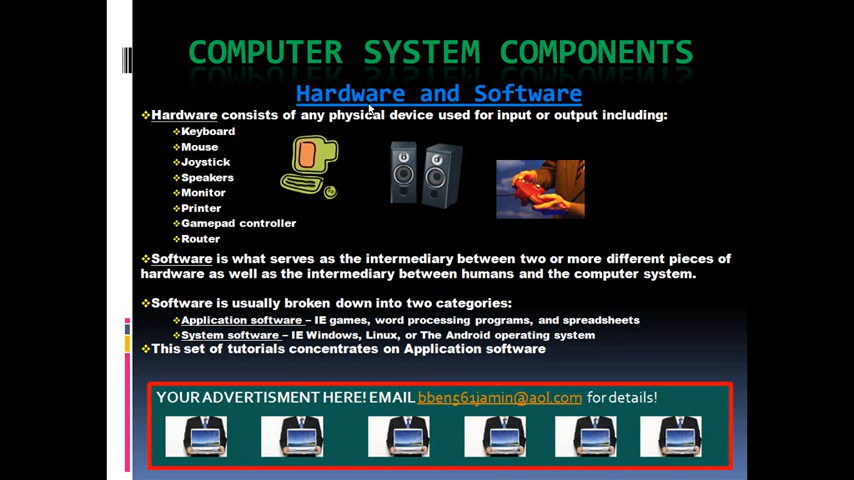 COMPUTER SYSTEM COMPONENTS
Hardware and Software
Hardware consists of any physical device used for input or output including:
Keyboard
Mouse
Joystick
Speakers
Monitor
Printer
Gamepad controller
Router
Software is what serves as the intermediary between two or more different pieces of
hardware as well as the intermediary between humans and the computer system.
Software is usually broken down into two categories:
Application software – IE games, word processing programs, and spreadsheets
System software – IE Windows, Linux, or The Android operating system
This set of tutorials concentrates on Application software
YOUR ADVERTISMENT HERE! EMAIL bben561jamin@aol.com for details!